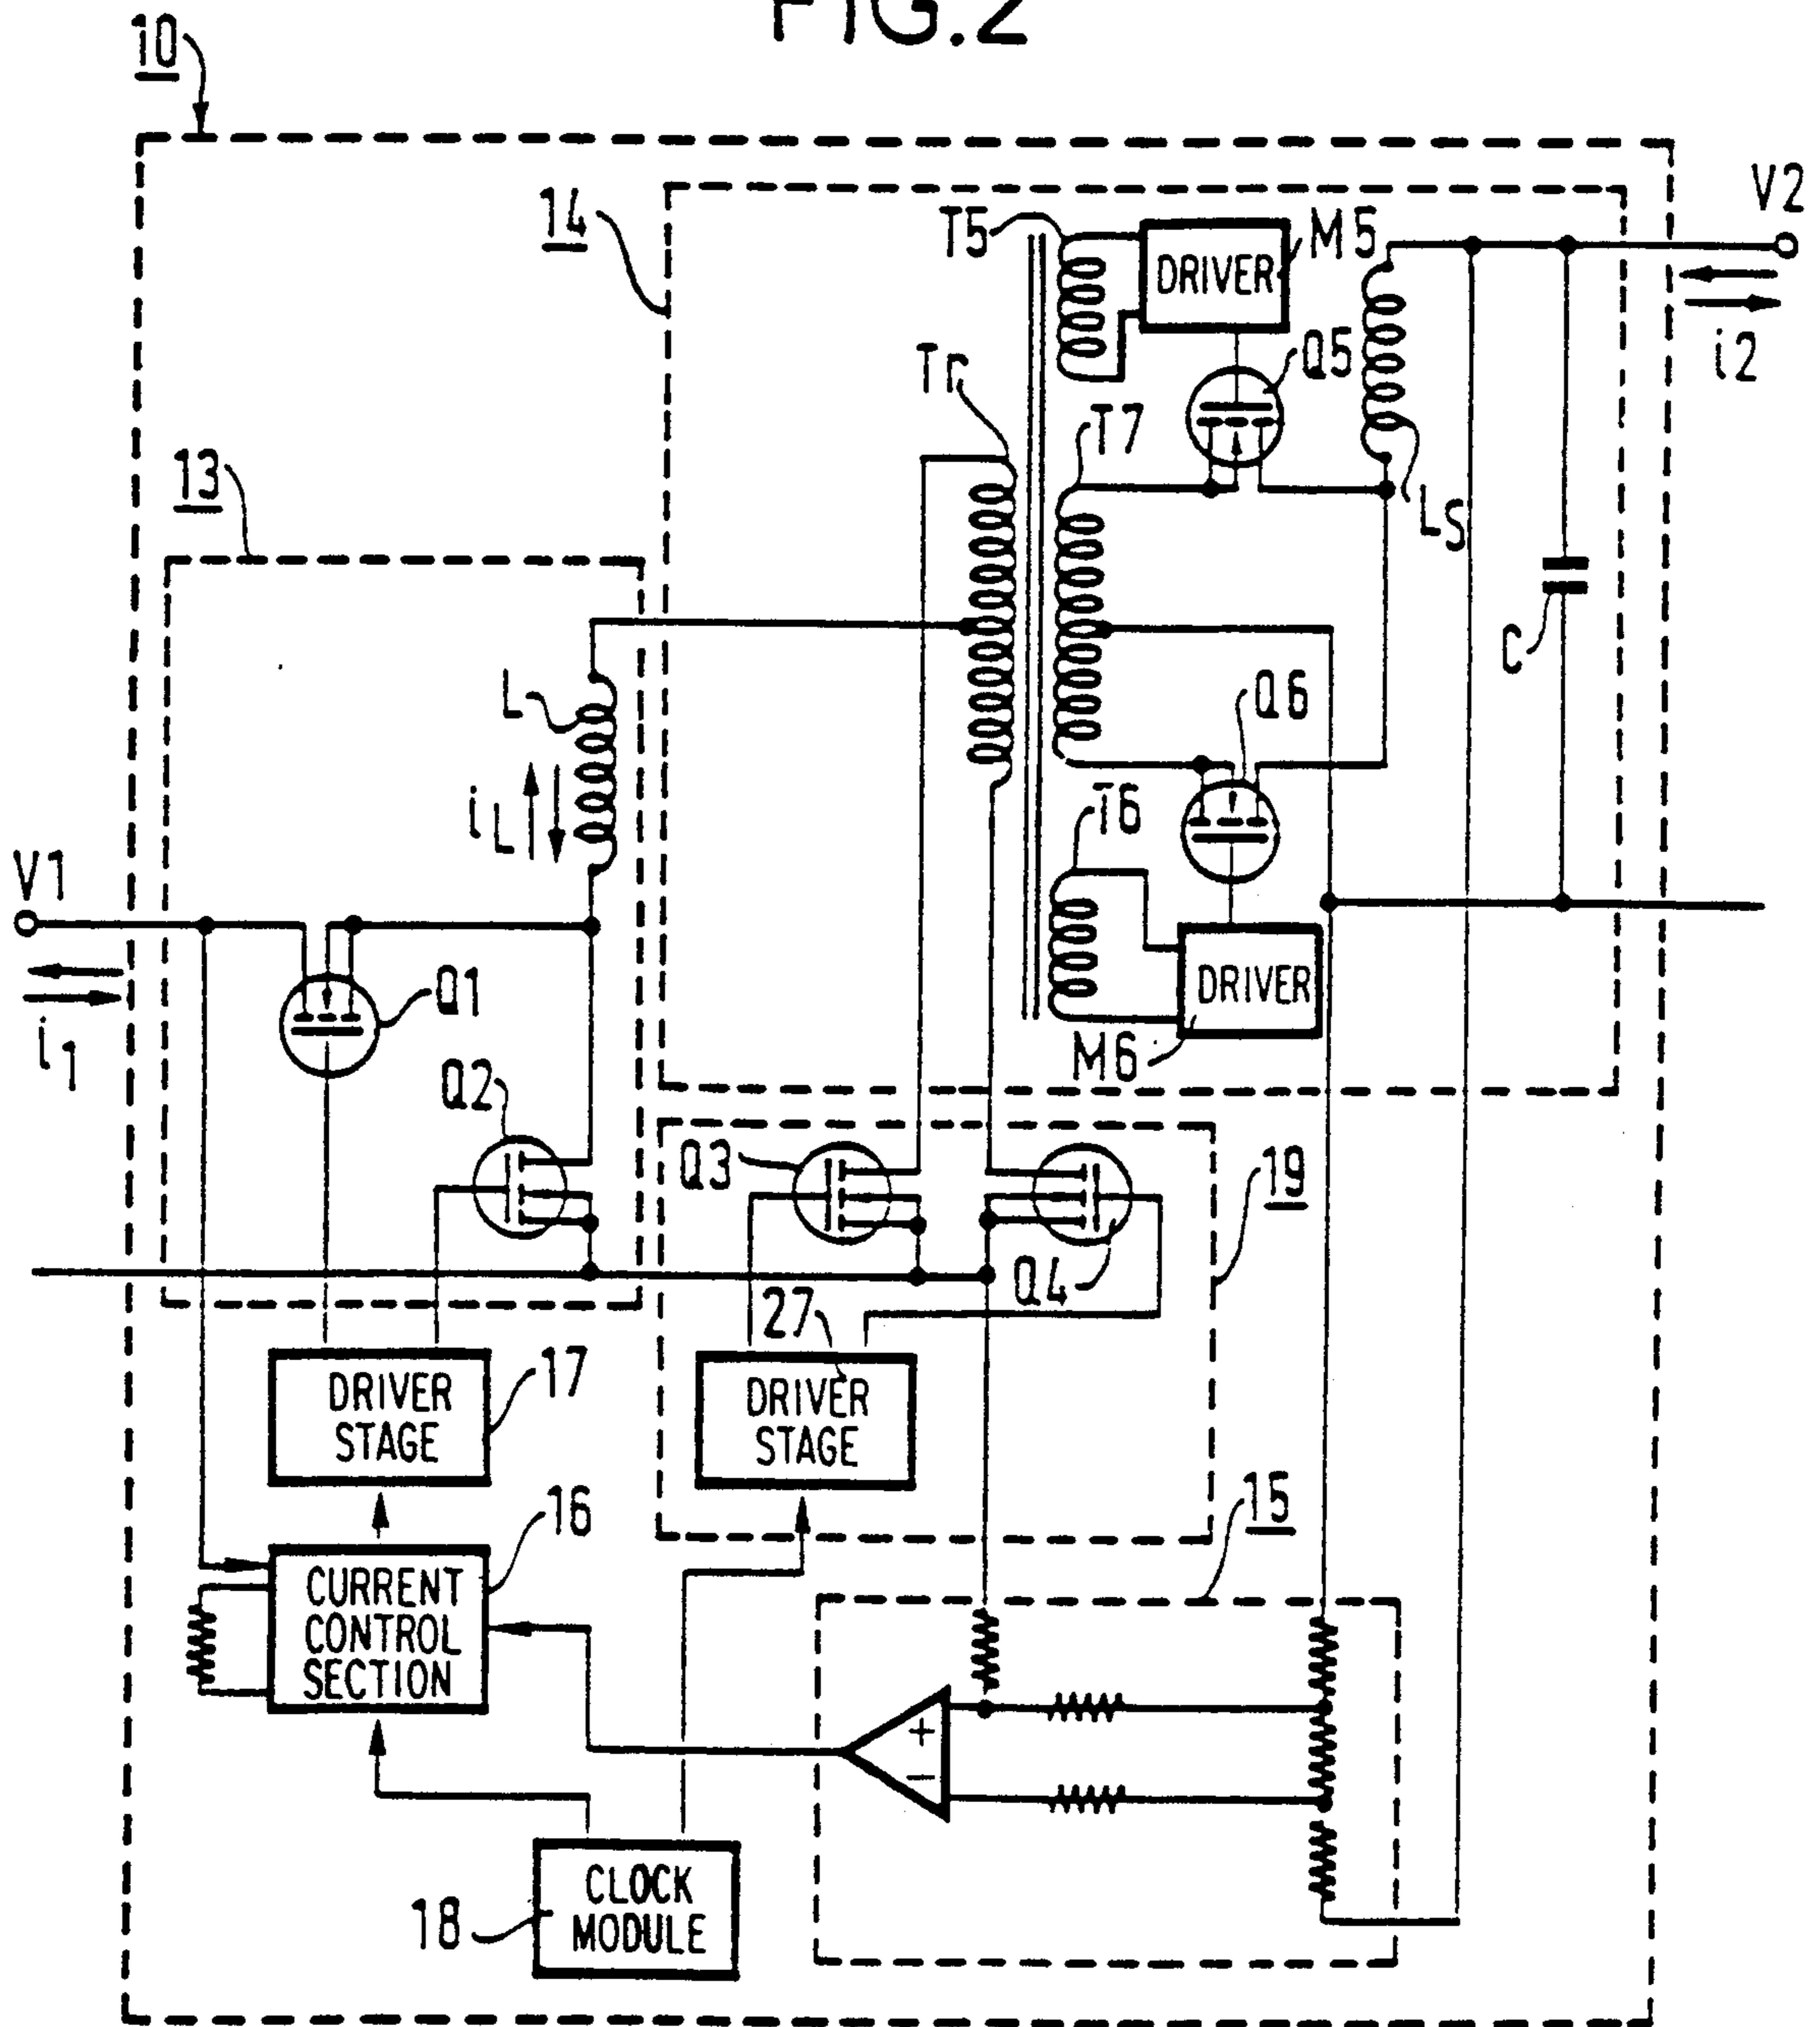 FIG.2
10
14
T5
DRIVER
M5
V2
Q5
i2
Tr
T7
LS
13
C
L
Q6
iL
T6
V1
DRIVER
Q1
M6
i1
Q2
Q3
19
Q4
27
DRIVER
STAGE
17
DRIVER
STAGE
15
16
CURRENT
CONTROL
SECTION
+
−
CLOCK
MODULE
18